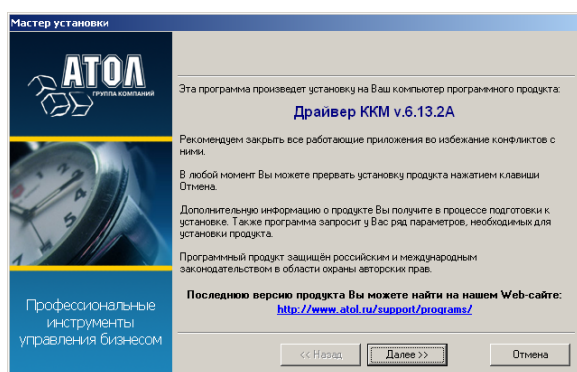 Мастер установки
АТОЛ
ГРУППА КОМПАНИЙ
Эта программа произведет установку на Ваш компьютер программного продукта:
Драйвер ККМ v.6.13.2A
Рекомендуем закрыть все работающие приложения во избежание конфликтов с
ними.
В любой момент Вы можете прервать установку продукта нажатием клавиши
Отмена.
Дополнительную информацию о продукте Вы получите в процессе подготовки к
установке. Также программа запросит у Вас ряд параметров, необходимых для
установки продукта.
Программный продукт защищён российским и международным
законодательством в области охраны авторских прав.
Последнюю версию продукта Вы можете найти на нашем Web-сайте:
http://www.atol.ru/support/programs/
Профессиональные
инструменты
управления бизнесом
<< Назад
Далее >>
Отмена